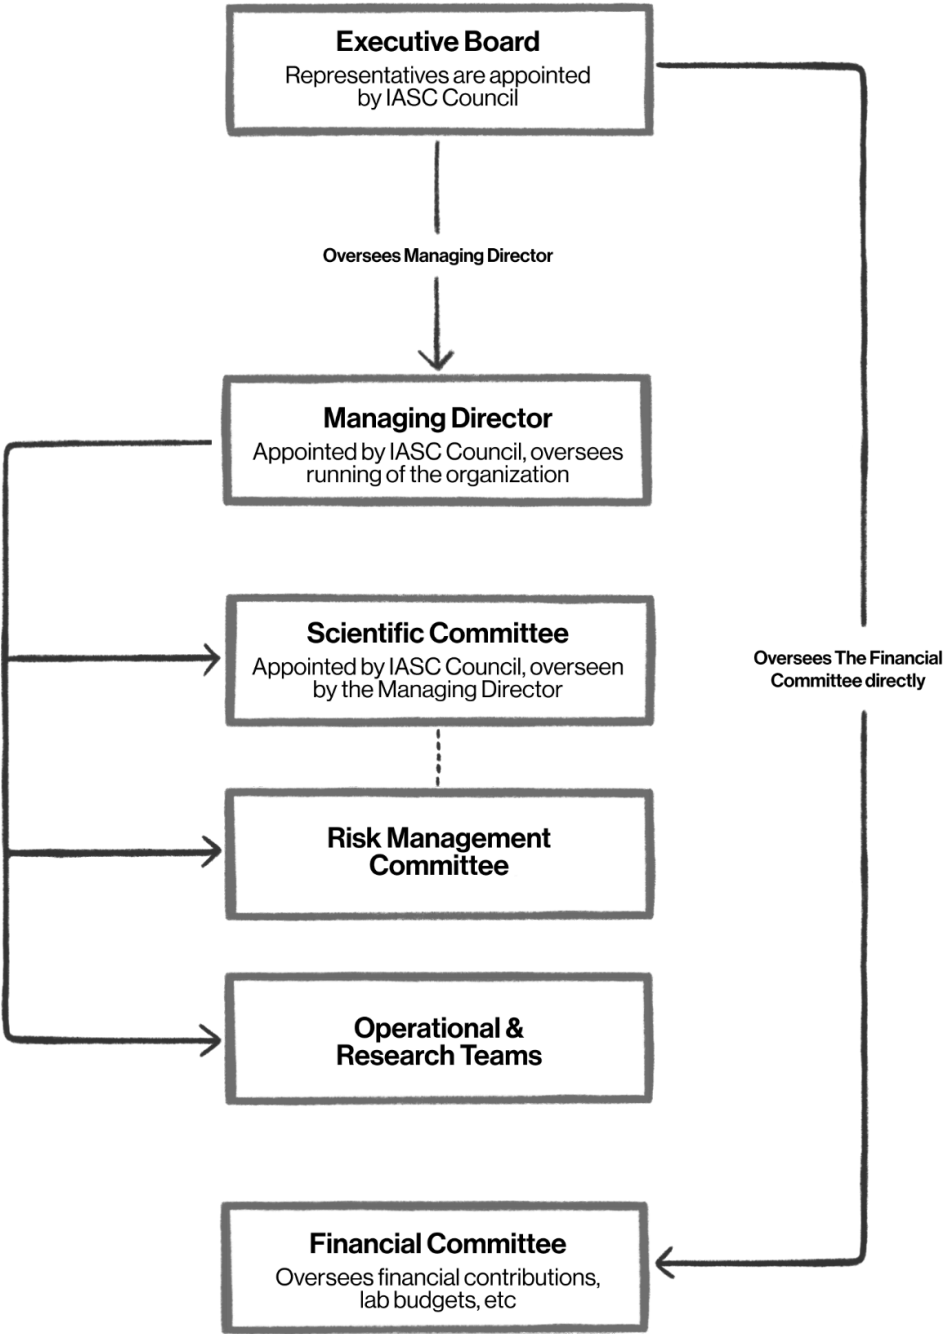 Executive Board
Representatives are appointed
by IASC Council
Oversees Managing Director
Managing Director
Appointed by IASC Council, oversees
running of the organization
Scientific Committee
Appointed by IASC Council, overseen
by the Managing Director
Oversees The Financial
Committee directly
Risk Management
Committee
Operational &
Research Teams
Financial Committee
Oversees financial contributions,
lab budgets, etc